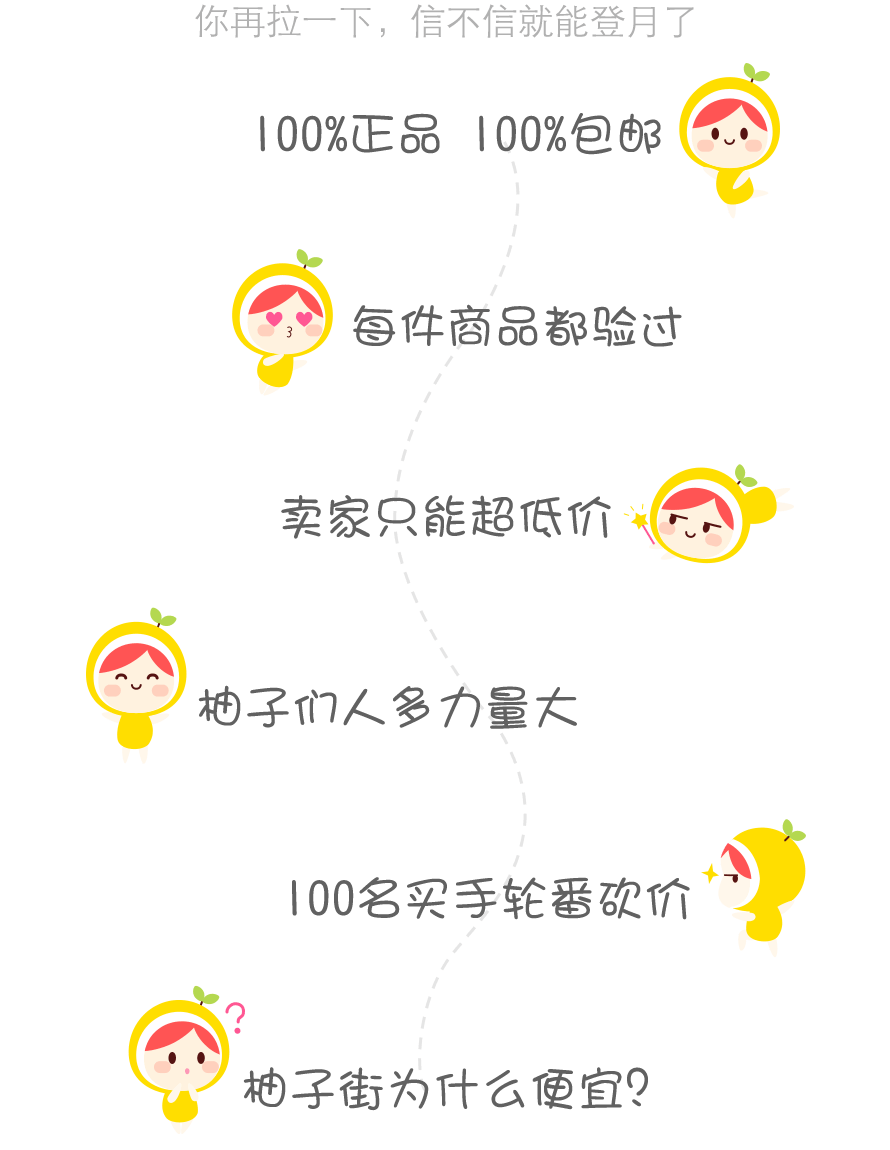 你再拉一下，信不信就能登月了
100%正品 100%包邮
每件商品都验过
卖家只能超低价
柚子们人多力量大
100名买手轮番砍价
?
柚子街为什么便宜?